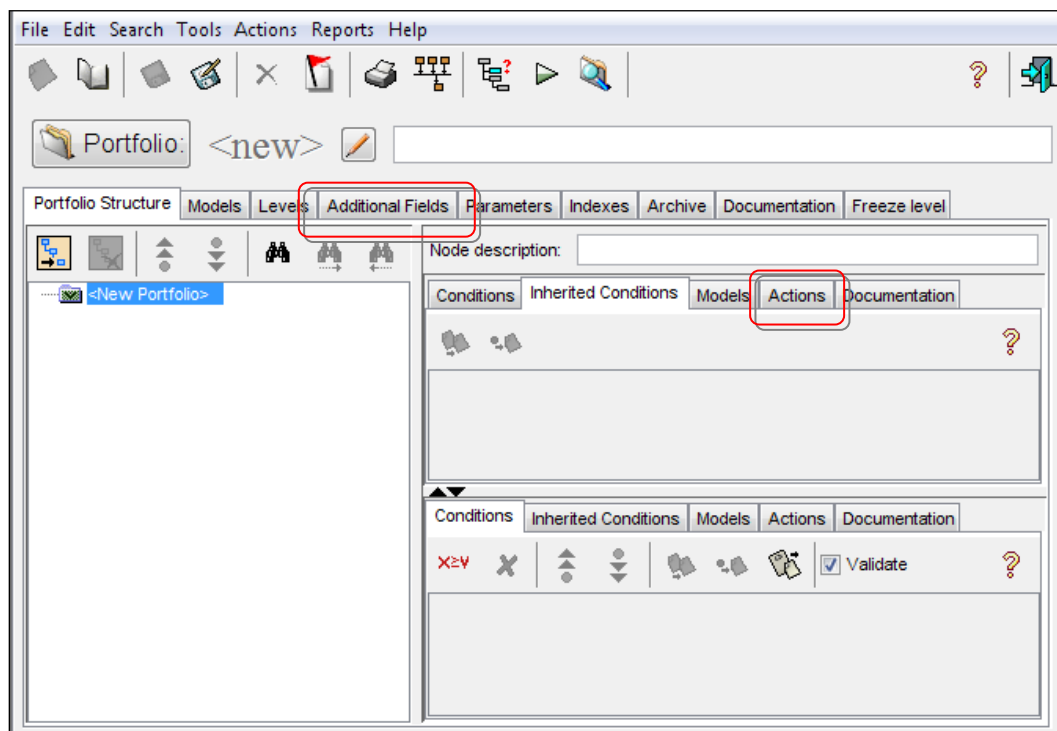 File Edit Search Tools Actions Reports Help
Portfolio: <new>
Portfolio Structure Models Levels Additional Fields Parameters Indexes Archive Documentation Freeze level
Node description:
<New Portfolio>
Conditions Inherited Conditions Models Actions Documentation
Conditions Inherited Conditions Models Actions Documentation
X≥Y Validate